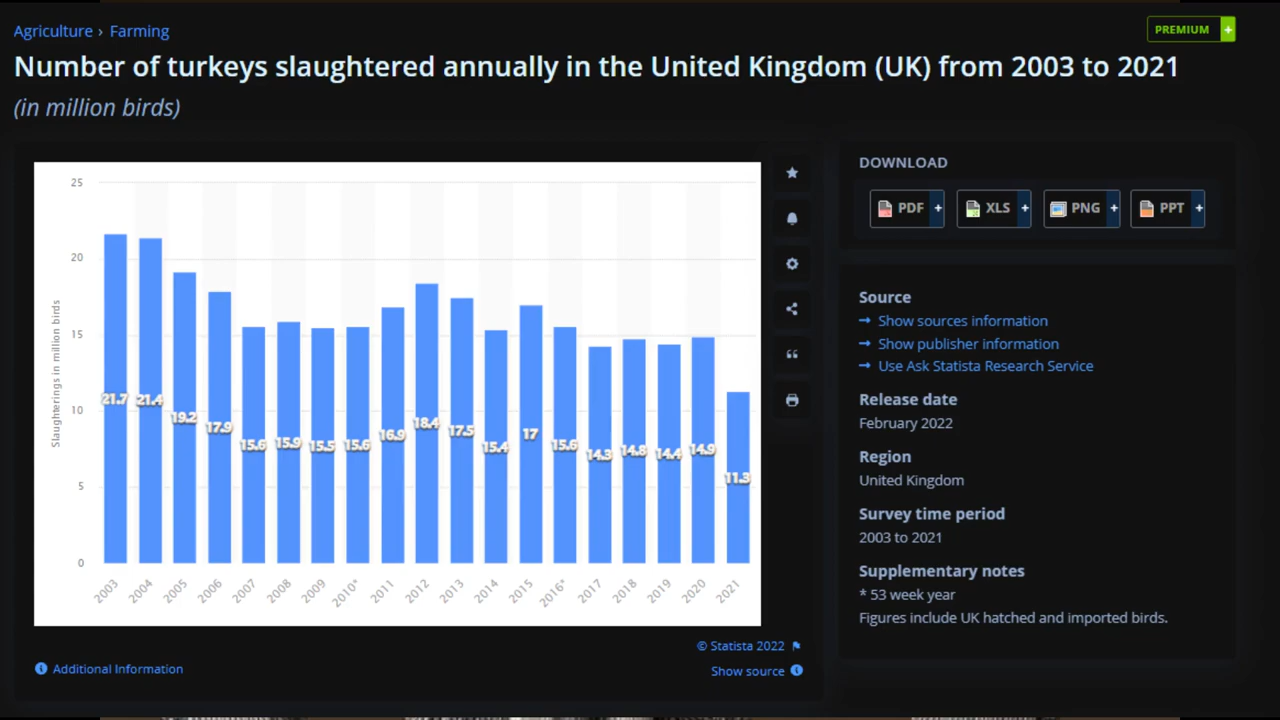 Agriculture › Farming
PREMIUM +
Number of turkeys slaughtered annually in the United Kingdom (UK) from 2003 to 2021
(in million birds)
25
20
15
10
5
0
Slaughterings in million birds
21.7
21.4
19.2
17.9
15.6
15.9
15.5
15.6
16.9
18.4
17.5
15.4
17
15.6
14.3
14.8
14.4
14.9
11.3
2003
2004
2005
2006
2007
2008
2009
2010*
2011
2012
2013
2014
2015
2016*
2017
2018
2019
2020
2021
© Statista 2022
Additional Information
Show source
DOWNLOAD
PDF +
XLS +
PNG +
PPT +
Source
→ Show sources information
→ Show publisher information
→ Use Ask Statista Research Service
Release date
February 2022
Region
United Kingdom
Survey time period
2003 to 2021
Supplementary notes
* 53 week year
Figures include UK hatched and imported birds.